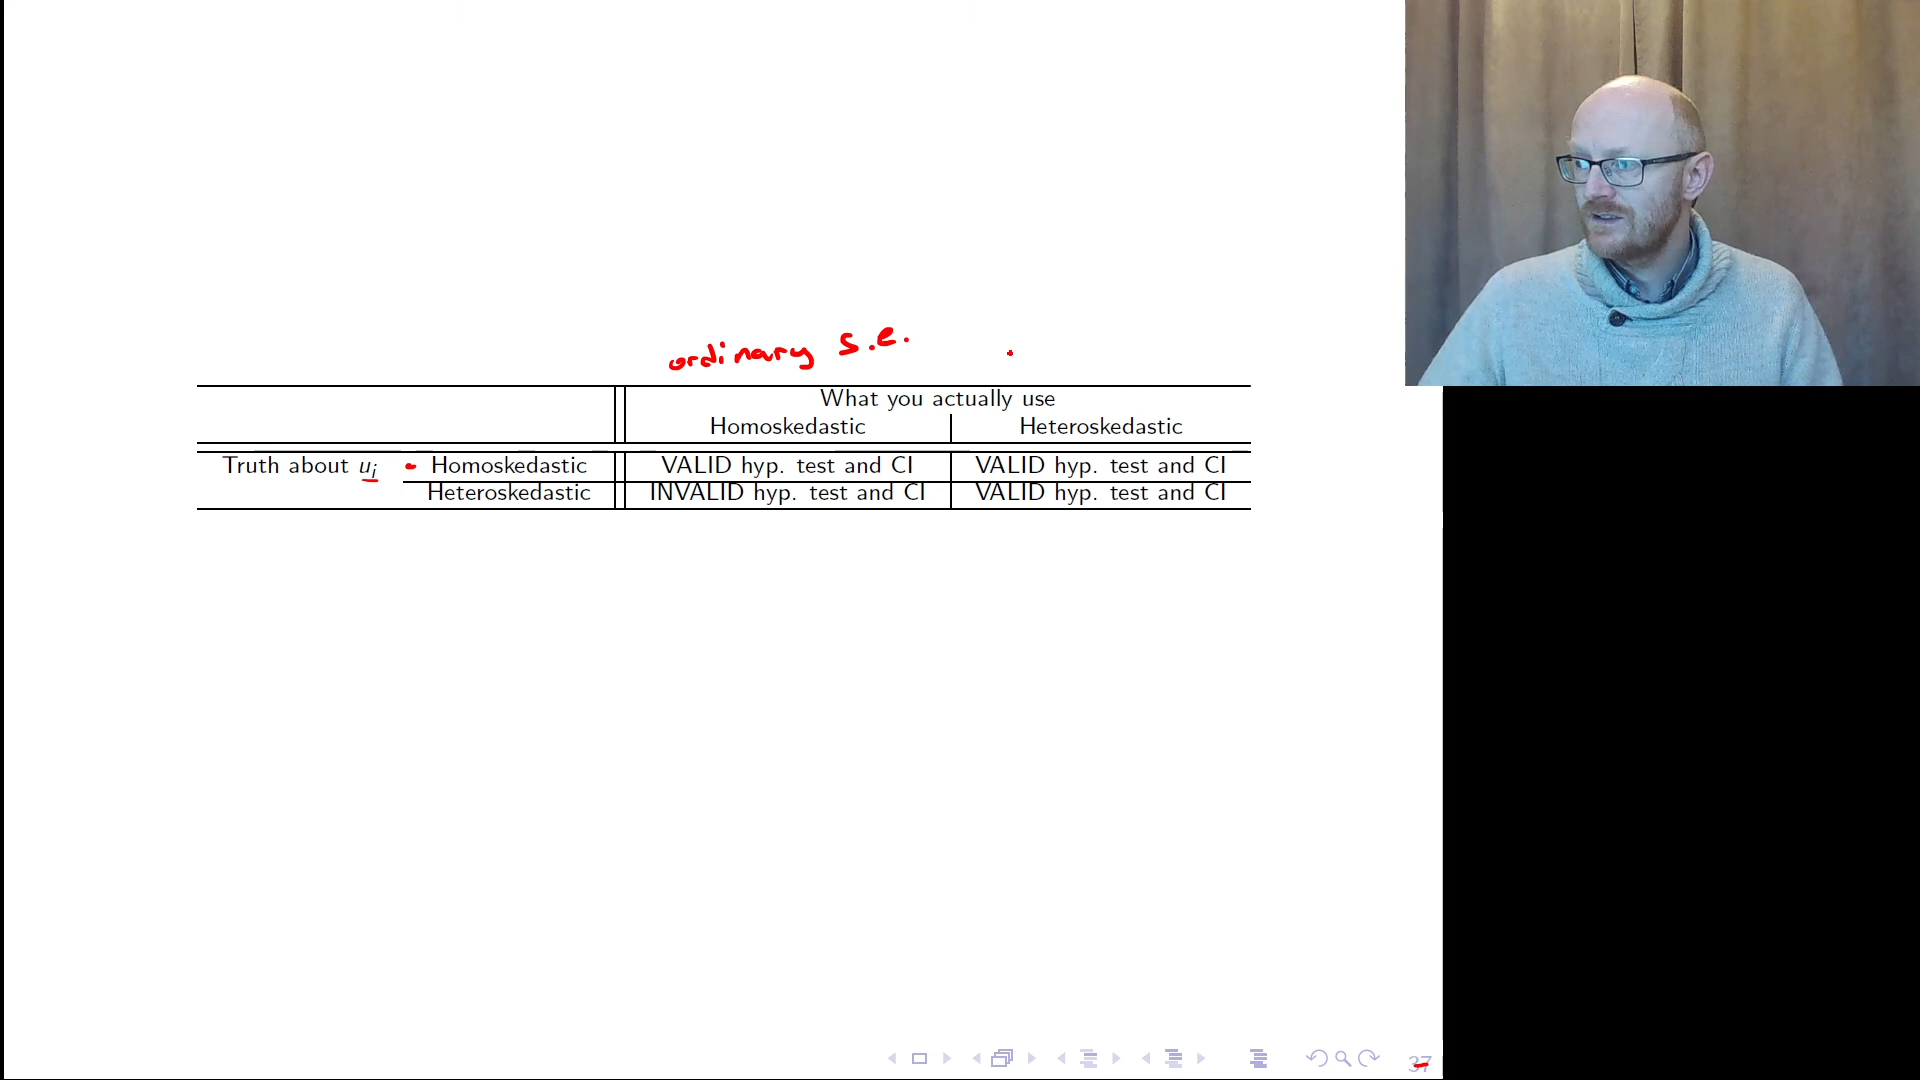 ordinary s.e.
What you actually use
Homoskedastic Heteroskedastic
Truth about u_i Homoskedastic VALID hyp. test and CI VALID hyp. test and CI
Heteroskedastic INVALID hyp. test and CI VALID hyp. test and CI
37